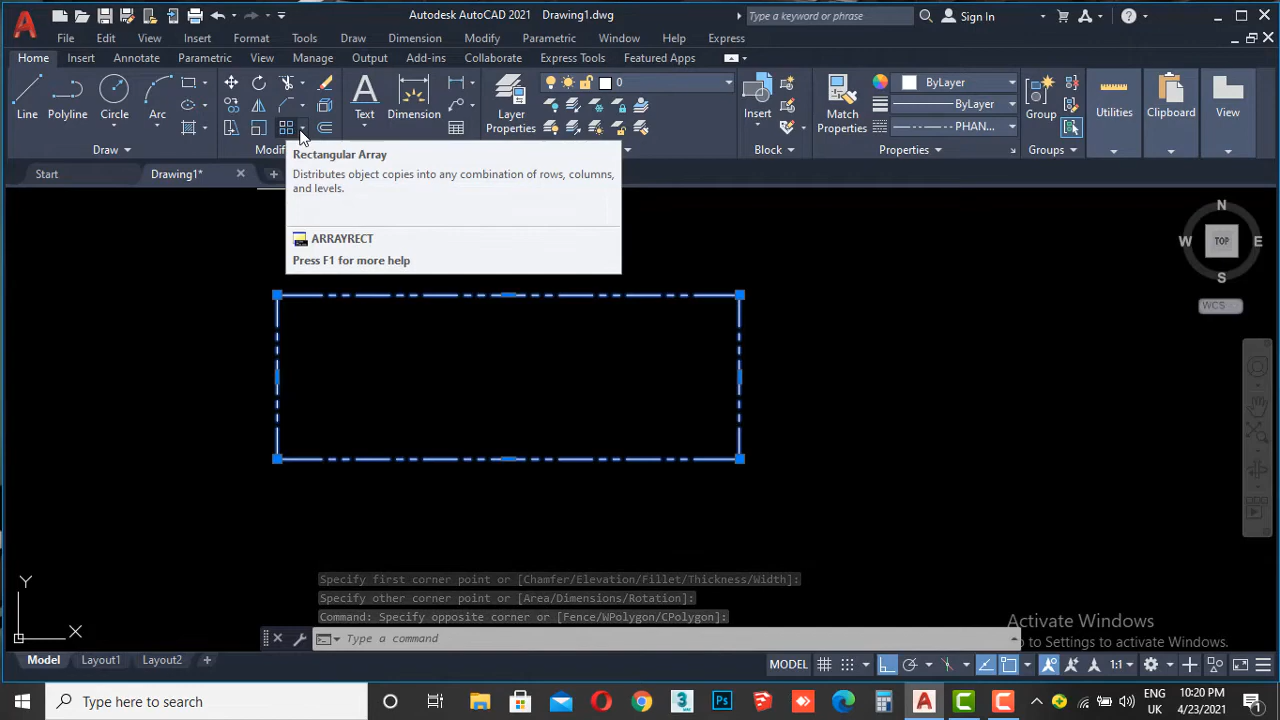 Autodesk AutoCAD 2021 Drawing1.dwg
Type a keyword or phrase
Sign In
File Edit View Insert Format Tools Draw Dimension Modify Parametric Window Help Express
Home Insert Annotate Parametric View Manage Output Add-ins Collaborate Express Tools Featured Apps
Line Polyline Circle Arc
Text Dimension
Layer
Properties
0
Insert
Match
Properties
ByLayer
ByLayer
PHAN...
Group
Utilities
Clipboard
View
Draw
Modif
Block
Properties
Groups
Start
Drawing1*
Rectangular Array
Distributes object copies into any combination of rows, columns,
and levels.
ARRAYRECT
Press F1 for more help
N
W TOP E
S
WCS
Y
X
Specify first corner point or [Chamfer/Elevation/Fillet/Thickness/Width]:
Specify other corner point or [Area/Dimensions/Rotation]:
Command: Specify opposite corner or [Fence/WPolygon/CPolygon]:
Type a command
Activate Windows
o to Settings to activate Windows.
Model Layout1 Layout2
MODEL
1:1
Type here to search
3
Ps
ENG
UK
10:20 PM
4/23/2021
1